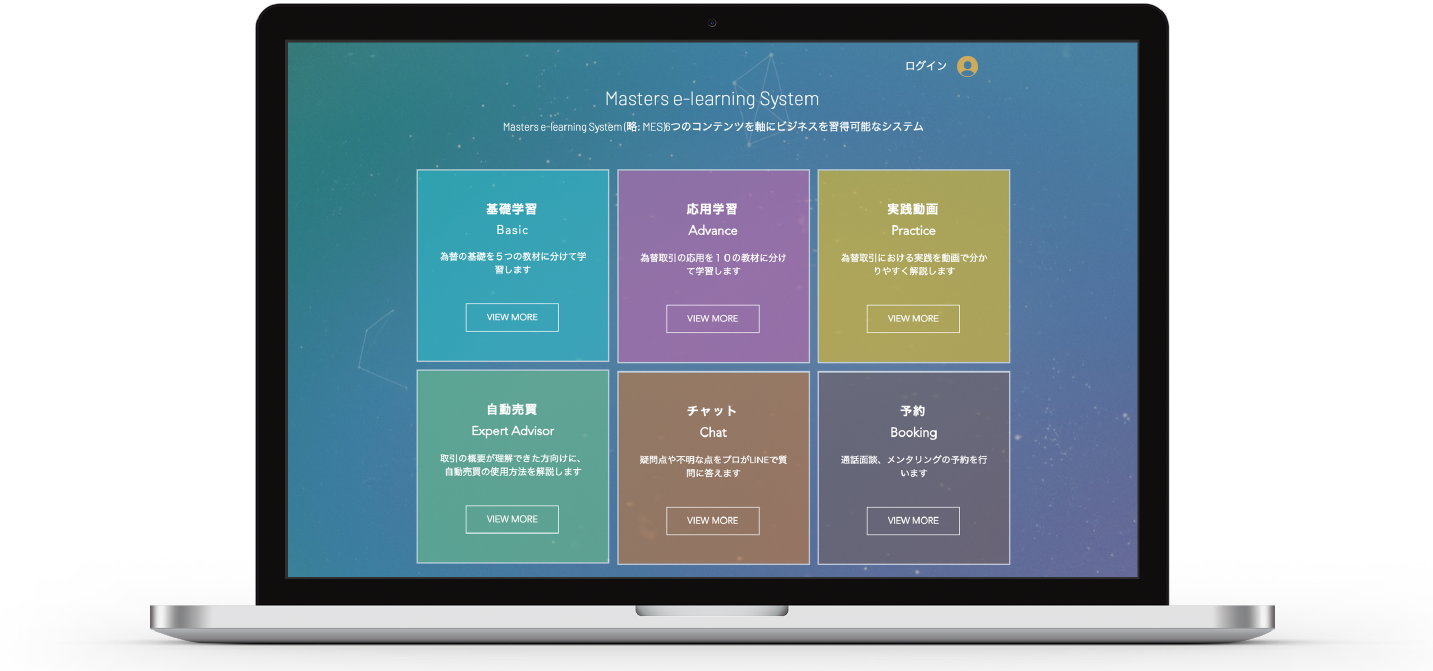 ログイン
Masters e-learning System
Masters e-learning System (略: MES)6つのコンテンツを軸にビジネスを習得可能なシステム
基礎学習
Basic
為替の基礎を５つの教材に分けて学
習します
VIEW MORE
応用学習
Advance
為替取引の応用を１０の教材に分け
て学習します
VIEW MORE
実践動画
Practice
為替取引における実践を動画で分か
りやすく解説します
VIEW MORE
自動売買
Expert Advisor
取引の概要が理解できた方向けに、
自動売買の使用方法を解説します
VIEW MORE
チャット
Chat
疑問点や不明な点をプロがLINEで質
問に答えます
VIEW MORE
予約
Booking
通話面談、メンタリングの予約を行
います
VIEW MORE